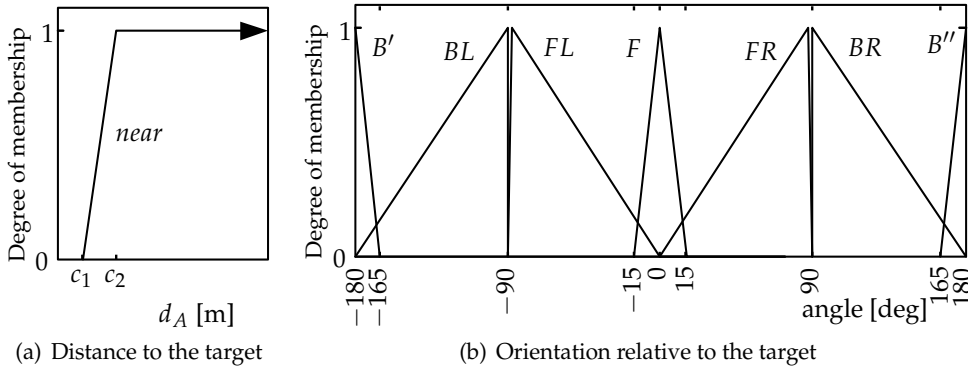 Degree of membership
1
0
near
c1 c2
d_A [m]
(a) Distance to the target
Degree of membership
1
0
B′ BL FL F FR BR B″
−180 −165 −90 −15 0 15 90 165 180
angle [deg]
(b) Orientation relative to the target